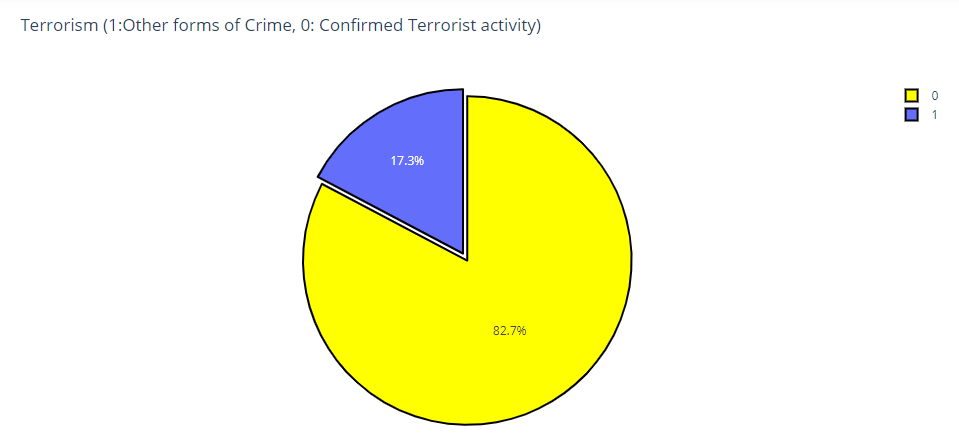 Terrorism (1:Other forms of Crime, 0: Confirmed Terrorist activity)
0
1
17.3%
82.7%